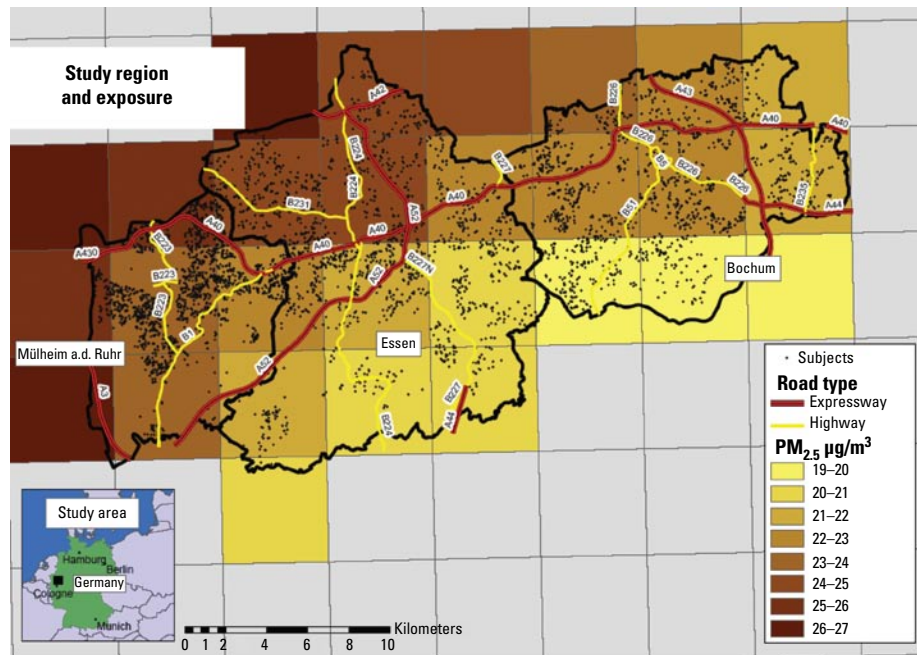 Study region
and exposure
A42
B226
A43
A40
A40
B224
B226
B6
B227
B226
B226
B224
B235
B231
A52
A40
A44
B51
A40
A430
B223
A40
A40
B227N
B223
A52
Bochum
B223
B1
Essen
Mülheim a.d. Ruhr
A52
A3
B227
A44
B224
Subjects
Road type
Expressway
Highway
PM2.5 µg/m³
19–20
20–21
21–22
22–23
23–24
24–25
25–26
26–27
Study area
Hamburg
Berlin
Germany
Cologne
Munich
Kilometers
0 1 2 4 6 8 10